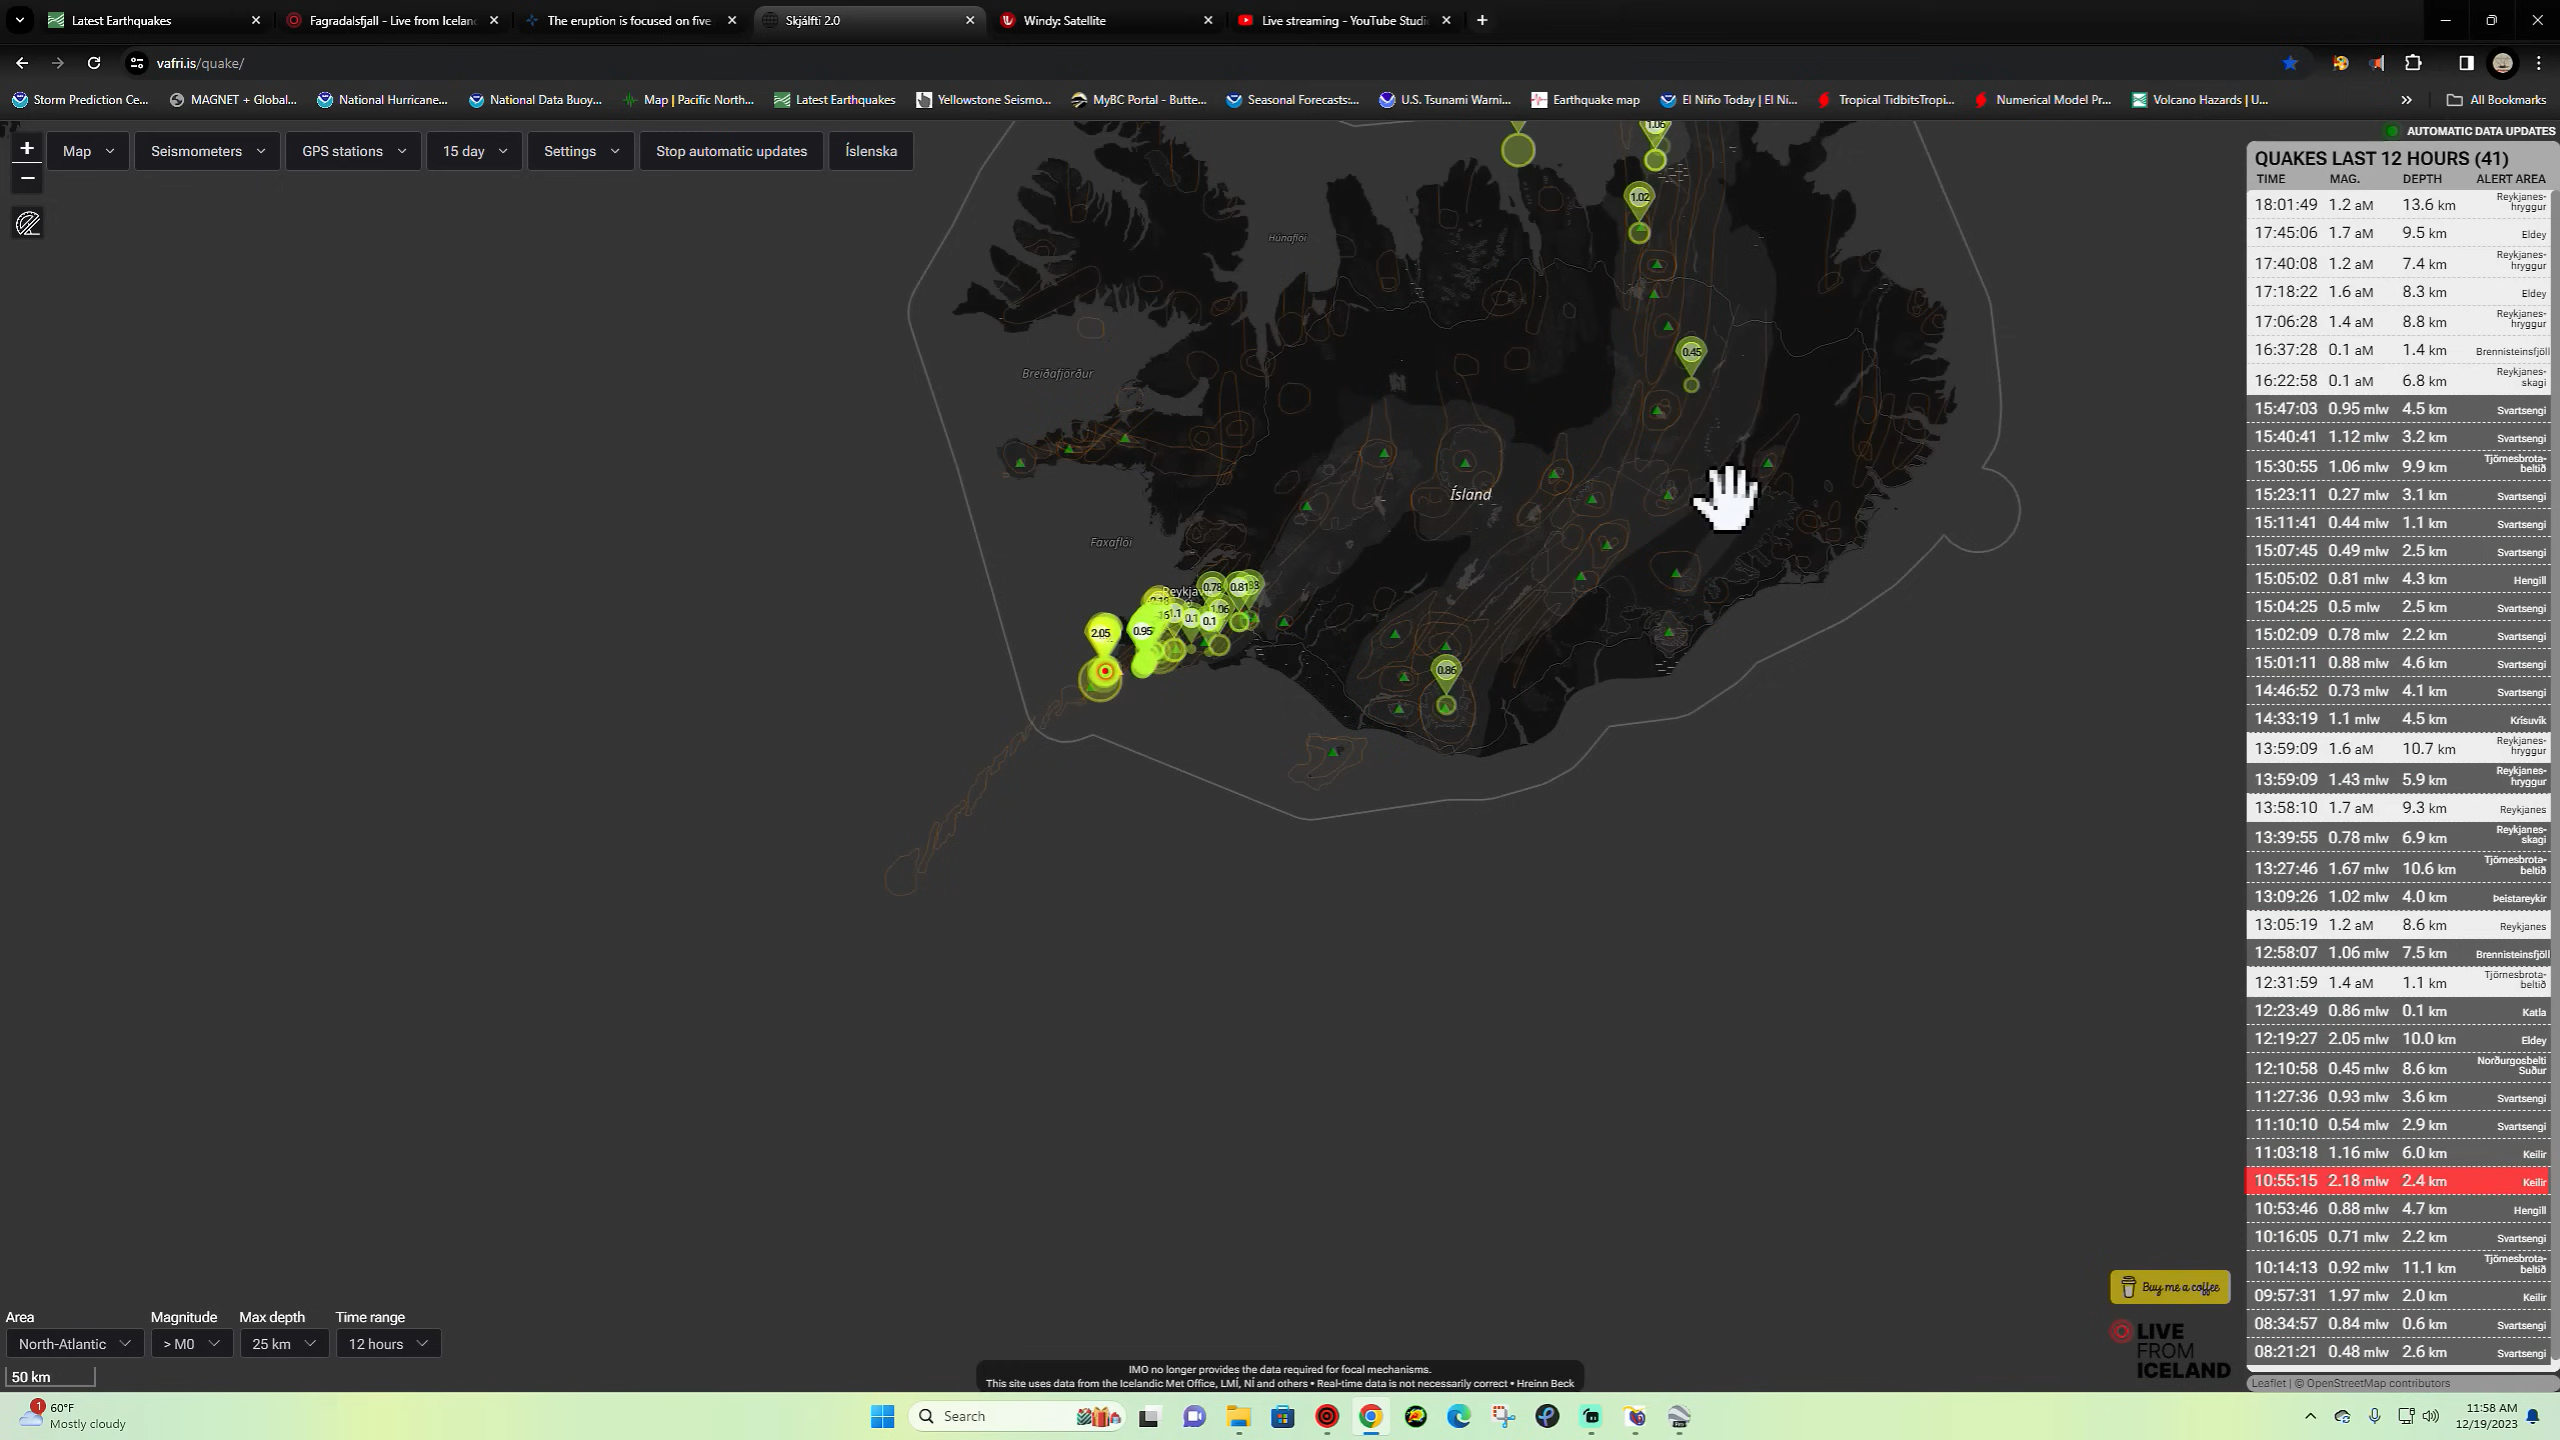 Latest Earthquakes
Fagradalsfjall - Live from Icelan
The eruption is focused on five
Skjálfti 2.0
Windy: Satellite
Live streaming - YouTube Studi
vafri.is/quake/
Storm Prediction Ce...
MAGNET + Global...
National Hurricane...
National Data Buoy...
Map | Pacific North...
Latest Earthquakes
Yellowstone Seismo...
MyBC Portal - Butte...
Seasonal Forecasts:...
U.S. Tsunami Warni...
Earthquake map
El Niño Today | El Ni...
Tropical TidbitsTropi...
Numerical Model Pr...
Volcano Hazards | U...
All Bookmarks
+
−
Map
Seismometers
GPS stations
15 day
Settings
Stop automatic updates
Íslenska
AUTOMATIC DATA UPDATES
QUAKES LAST 12 HOURS (41)
TIME MAG. DEPTH ALERT AREA
18:01:49 1.2 aM 13.6 km Reykjanes-
hryggur
17:45:06 1.7 aM 9.5 km Eldey
17:40:08 1.2 aM 7.4 km Reykjanes-
hryggur
17:18:22 1.6 aM 8.3 km Eldey
17:06:28 1.4 aM 8.8 km Reykjanes-
hryggur
16:37:28 0.1 aM 1.4 km Brennisteinsfjöll
16:22:58 0.1 aM 6.8 km Reykjanes-
skagi
15:47:03 0.95 mlw 4.5 km Svartsengi
15:40:41 1.12 mlw 3.2 km Svartsengi
15:30:55 1.06 mlw 9.9 km Tjörnesbrota-
beltið
15:23:11 0.27 mlw 3.1 km Svartsengi
15:11:41 0.44 mlw 1.1 km Svartsengi
15:07:45 0.49 mlw 2.5 km Svartsengi
15:05:02 0.81 mlw 4.3 km Hengill
15:04:25 0.5 mlw 2.5 km Svartsengi
15:02:09 0.78 mlw 2.2 km Svartsengi
15:01:11 0.88 mlw 4.6 km Svartsengi
14:46:52 0.73 mlw 4.1 km Svartsengi
14:33:19 1.1 mlw 4.5 km Krísuvík
13:59:09 1.6 aM 10.7 km Reykjanes-
hryggur
13:59:09 1.43 mlw 5.9 km Reykjanes-
hryggur
13:58:10 1.7 aM 9.3 km Reykjanes
13:39:55 0.78 mlw 6.9 km Reykjanes-
skagi
13:27:46 1.67 mlw 10.6 km Tjörnesbrota-
beltið
13:09:26 1.02 mlw 4.0 km Þeistareykir
13:05:19 1.2 aM 8.6 km Reykjanes
12:58:07 1.06 mlw 7.5 km Brennisteinsfjöll
12:31:59 1.4 aM 1.1 km Tjörnesbrota-
beltið
12:23:49 0.86 mlw 0.1 km Katla
12:19:27 2.05 mlw 10.0 km Eldey
12:10:58 0.45 mlw 8.6 km Norðurgosbelti
Suður
11:27:36 0.93 mlw 3.6 km Svartsengi
11:10:10 0.54 mlw 2.9 km Svartsengi
11:03:18 1.16 mlw 6.0 km Keilir
10:55:15 2.18 mlw 2.4 km Keilir
10:53:46 0.88 mlw 4.7 km Hengill
10:16:05 0.71 mlw 2.2 km Svartsengi
10:14:13 0.92 mlw 11.1 km Tjörnesbrota-
beltið
09:57:31 1.97 mlw 2.0 km Keilir
08:34:57 0.84 mlw 0.6 km Svartsengi
08:21:21 0.48 mlw 2.6 km Svartsengi
Leaflet | © OpenStreetMap contributors
1.06
1.02
Húnaflói
0.45
Breiðafjörður
Ísland
Faxaflói
0.78
0.81
1.06
0.1
0.1
2.05
0.95
0.86
Buy me a coffee
LIVE
FROM
ICELAND
Area Magnitude Max depth Time range
North-Atlantic > M0 25 km 12 hours
50 km
IMO no longer provides the data required for focal mechanisms.
This site uses data from the Icelandic Met Office, LMÍ, NÍ and others • Real-time data is not necessarily correct • Hreinn Beck
1
60°F
Mostly cloudy
Search
11:58 AM
12/19/2023